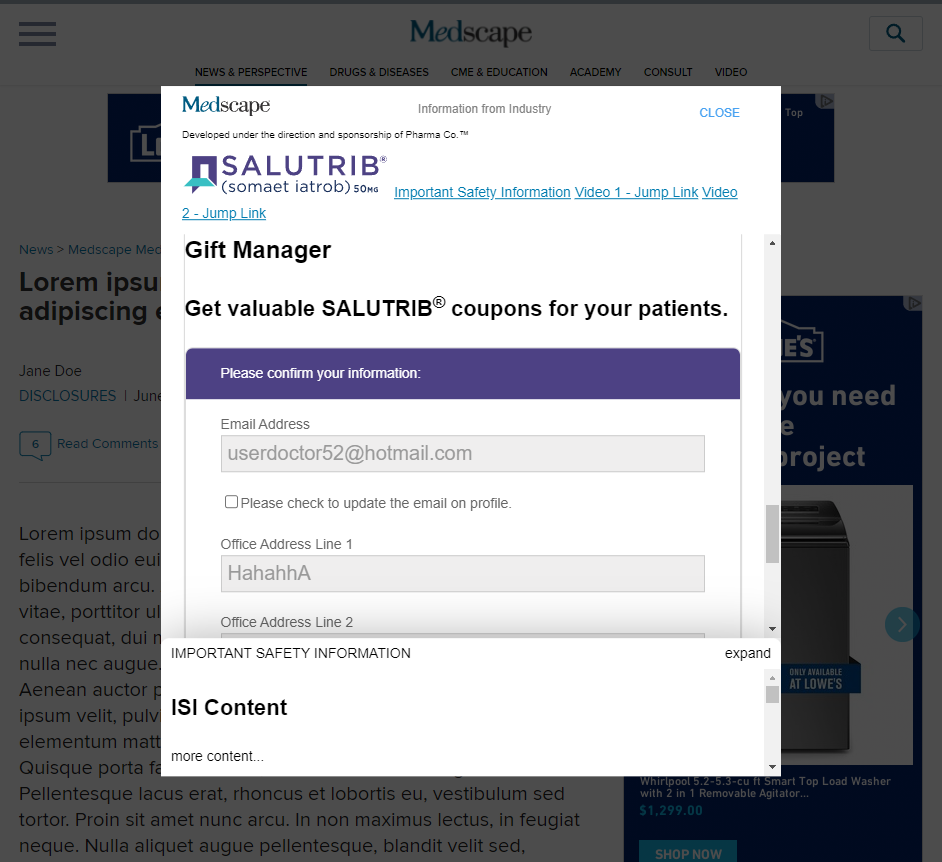 Medscape
NEWS & PERSPECTIVE DRUGS & DISEASES CME & EDUCATION ACADEMY CONSULT VIDEO
Top
Medscape
Information from Industry
CLOSE
Developed under the direction and sponsorship of Pharma Co.™
SALUTRIB®
(somaet iatrob) 50MG
Important Safety Information Video 1 - Jump Link Video
2 - Jump Link
Gift Manager
Get valuable SALUTRIB® coupons for your patients.
Please confirm your information:
Email Address
userdoctor52@hotmail.com
Please check to update the email on profile.
Office Address Line 1
HahahhA
Office Address Line 2
IMPORTANT SAFETY INFORMATION
expand
ISI Content
more content...
News > Medscape Med
Lorem ipsu
adipiscing e
Jane Doe
DISCLOSURES | June
6 Read Comments
Lorem ipsum do
felis vel odio eui
bibendum arcu.
vitae, porttitor ul
consequat, dui n
nulla nec augue.
Aenean auctor p
ipsum velit, pulvi
elementum matt
Quisque porta fa
Pellentesque lacus erat, rhoncus et lobortis eu, vestibulum sed
tortor. Proin sit amet nunc arcu. In non maximus lectus, in feugiat
neque. Nulla aliquet augue pellentesque, blandit velit sed,
E'S
you need
e
project
ONLY AVAILABLE
AT LOWE'S
Whirlpool 5.2-5.3-cu ft Smart Top Load Washer
with 2 in 1 Removable Agitator...
$1,299.00
SHOP NOW